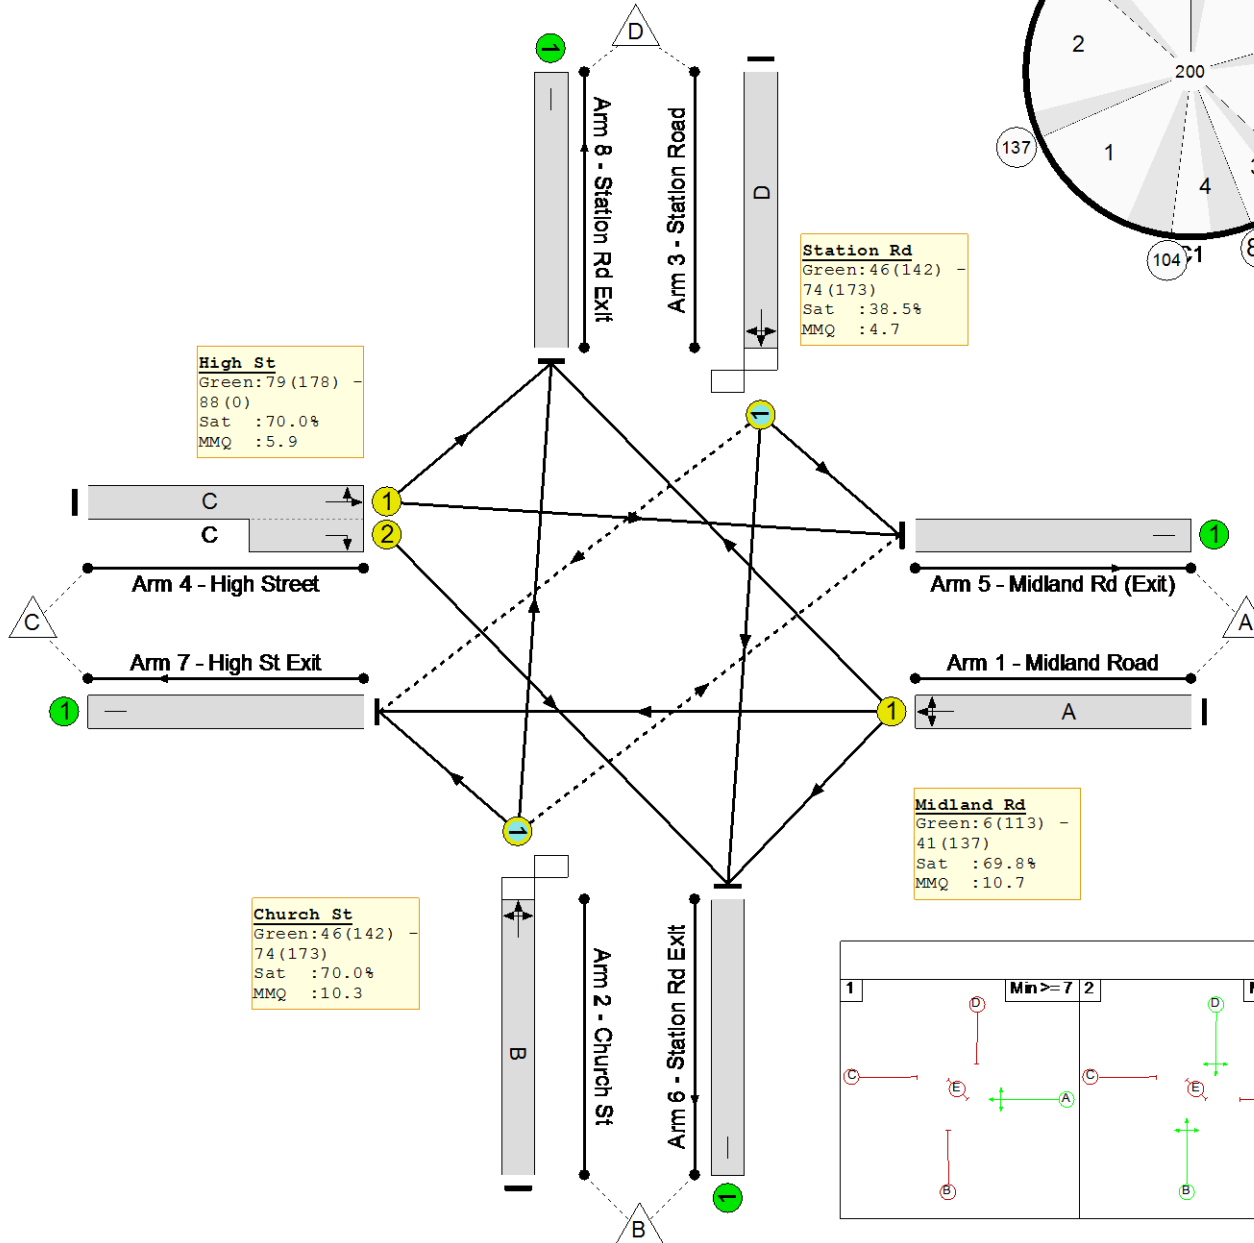 D
2
200
137
1
4
104
C1
1
Arm 8 - Station Rd Exit
Arm 3 - Station Road
D
Station Rd
Green:46(142) -
74(173)
Sat :38.5%
MMQ :4.7
High St
Green:79(178) -
88(0)
Sat :70.0%
MMQ :5.9
1
C
1
C
2
1
Arm 4 - High Street
Arm 5 - Midland Rd (Exit)
C
A
Arm 7 - High St Exit
Arm 1 - Midland Road
1
1
A
Midland Rd
Green:6(113) -
41(137)
Sat :69.8%
MMQ :10.7
1
Church St
Green:46(142) -
74(173)
Sat :70.0%
MMQ :10.3
B
Arm 2 - Church St
Arm 6 - Station Rd Exit
1
B
1
Min >= 7
2
D
C
E
A
B
D
C
E
B